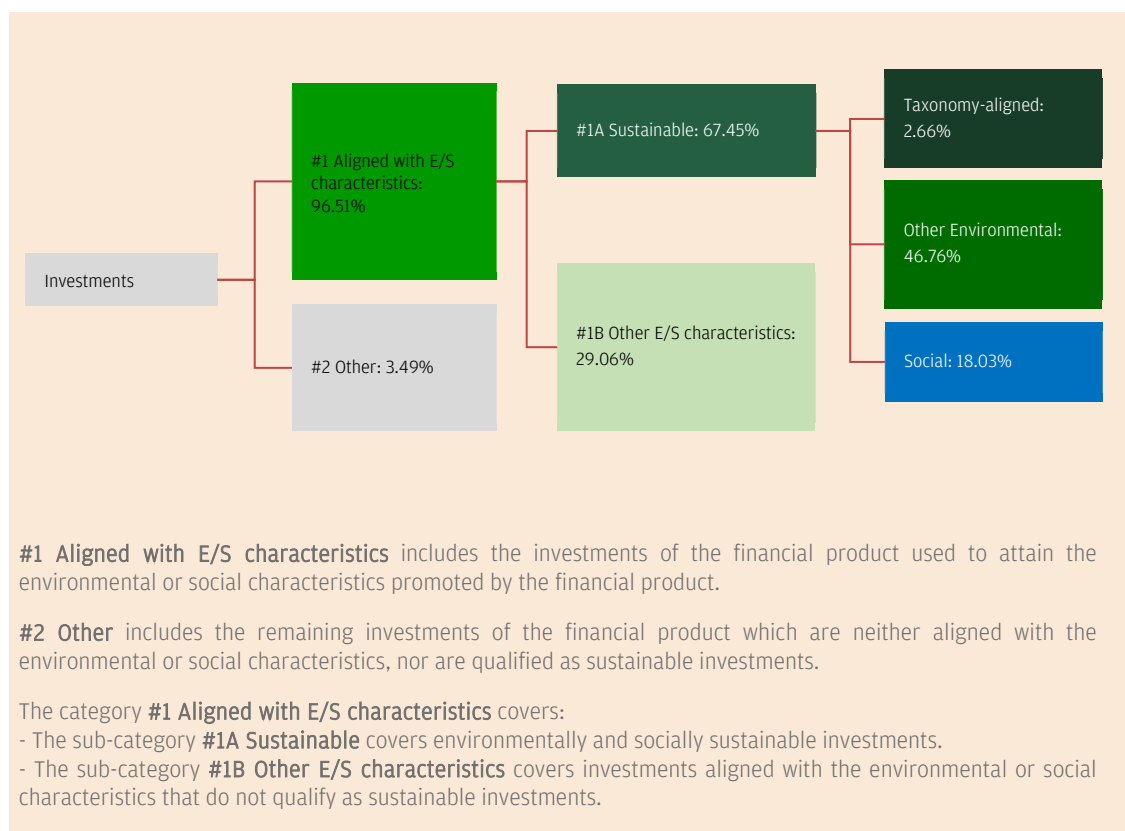 Investments
#1 Aligned with E/S
characteristics:
96.51%
#2 Other: 3.49%
#1A Sustainable: 67.45%
#1B Other E/S characteristics:
29.06%
Taxonomy-aligned:
2.66%
Other Environmental:
46.76%
Social: 18.03%
#1 Aligned with E/S characteristics includes the investments of the financial product used to attain the
environmental or social characteristics promoted by the financial product.
#2 Other includes the remaining investments of the financial product which are neither aligned with the
environmental or social characteristics, nor are qualified as sustainable investments.
The category #1 Aligned with E/S characteristics covers:
- The sub-category #1A Sustainable covers environmentally and socially sustainable investments.
- The sub-category #1B Other E/S characteristics covers investments aligned with the environmental or social
characteristics that do not qualify as sustainable investments.